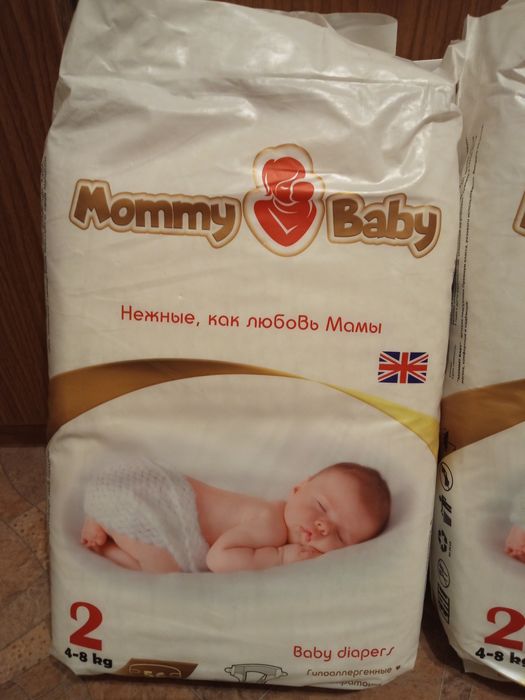 Mommy Baby
Нежные, как любовь Мамы
2
4-8 kg
Baby diapers
Гипоаллергенные
2
4-8 kg